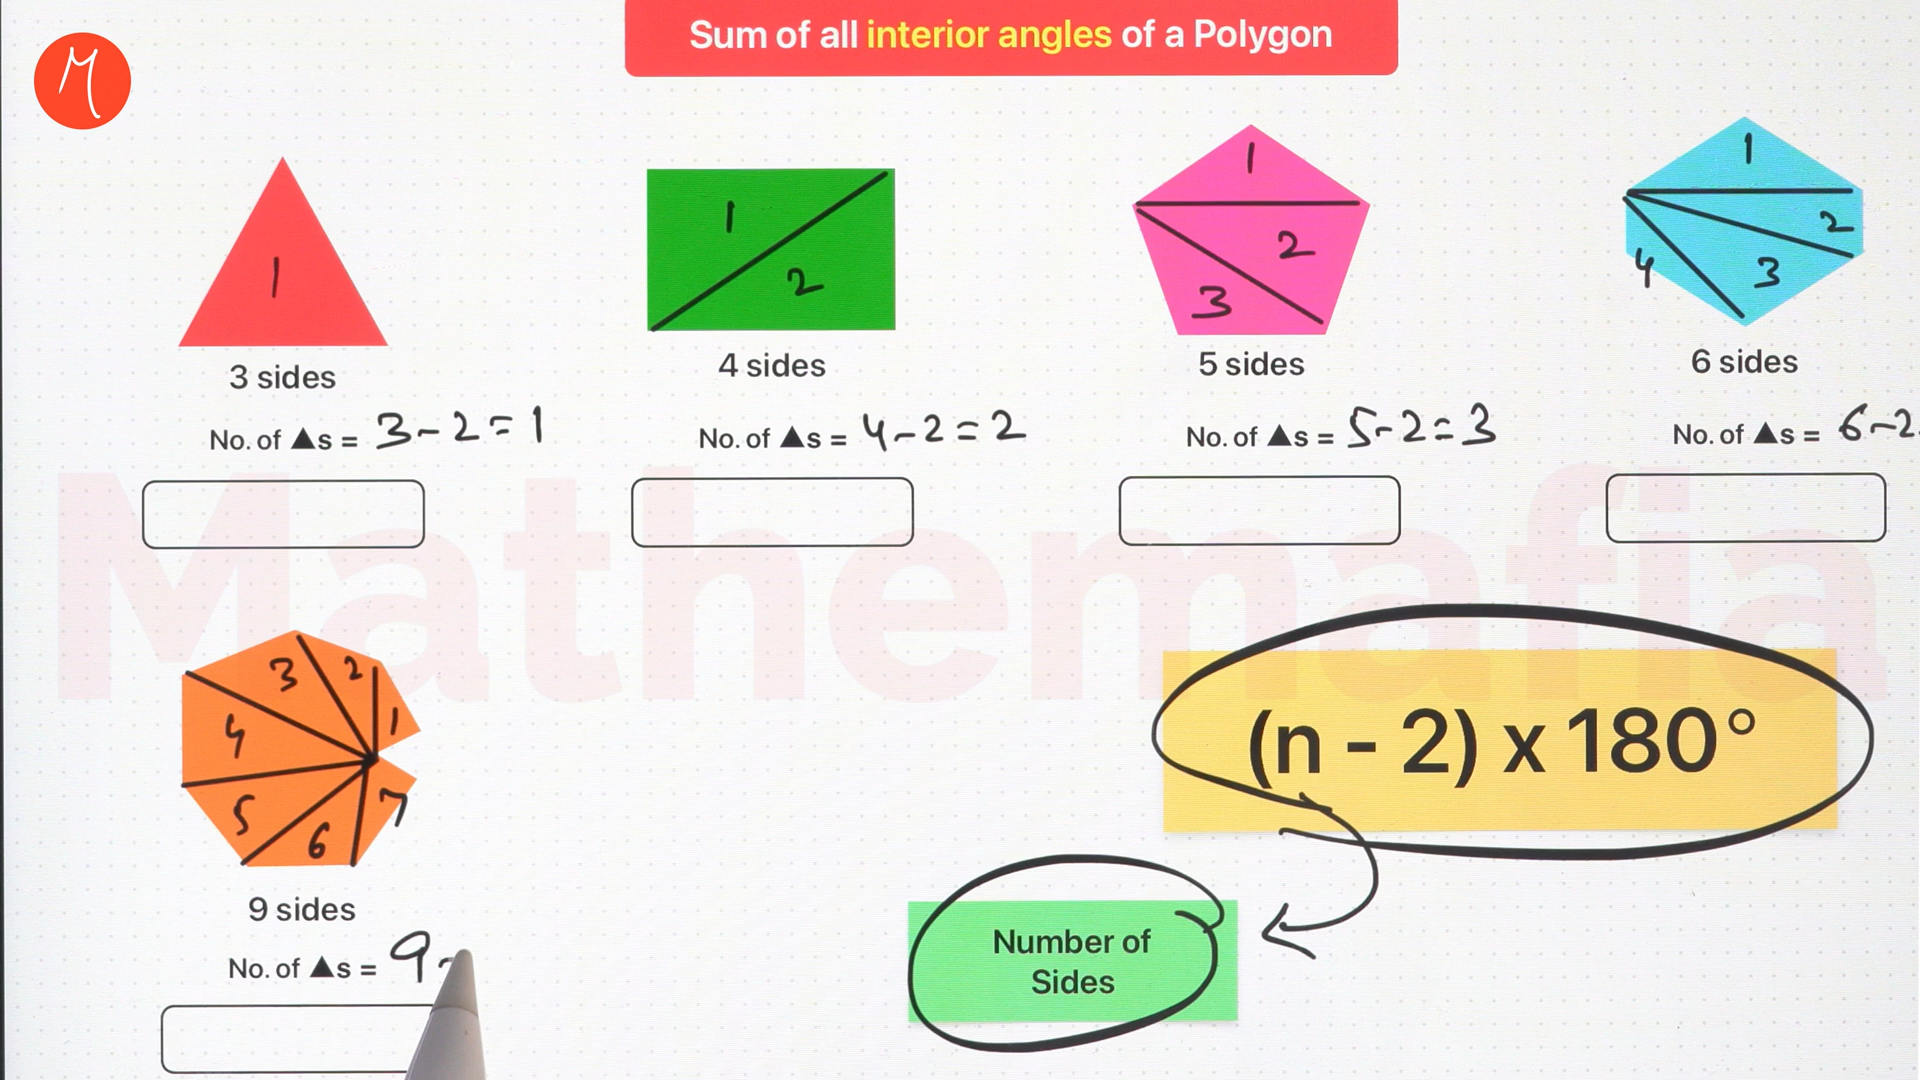 Sum of all interior angles of a Polygon
M
1
1
2
1
2
3
1
2
3
4
3 sides
4 sides
5 sides
6 sides
No. of ▲s = 3-2=1
No. of ▲s = 4-2=2
No. of ▲s = 5-2=3
No. of ▲s = 6-2
Mathemafia
3
2
4
1
5
6
7
(n - 2) x 180°
9 sides
No. of ▲s = 9-
Number of
Sides